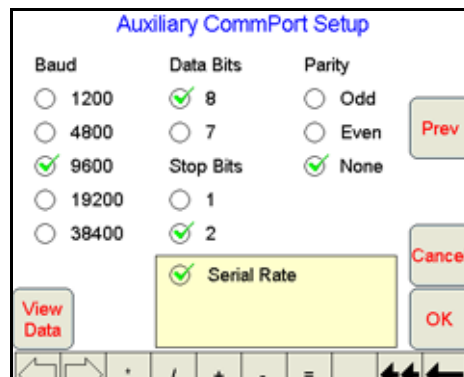 Auxiliary CommPort Setup
Baud
Data Bits
Parity
1200
8
Odd
4800
7
Even
9600
Stop Bits
None
19200
1
38400
2
Serial Rate
Prev
Cance
OK
View
Data
* / + - =